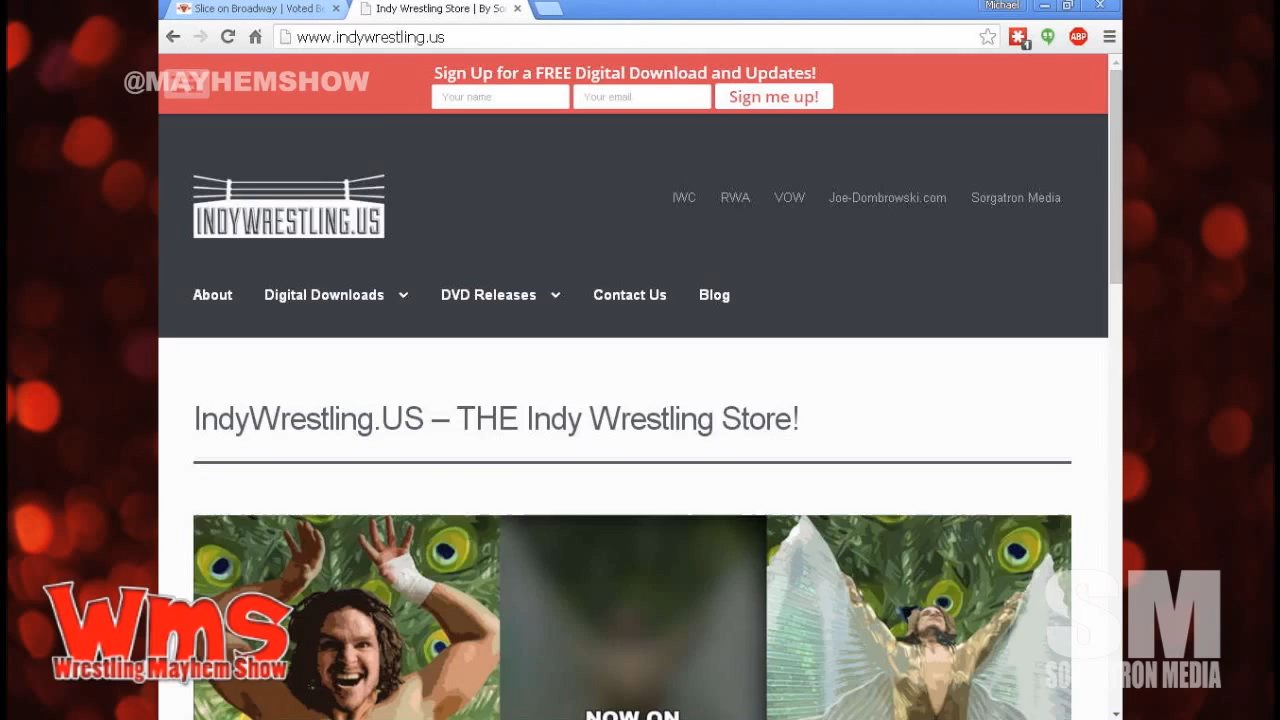 Slice on Broadway | Voted B
Indy Wrestling Store | By So
Michael
www.indywrestling.us
1
ABP
@MAYHEMSHOW
Sign Up for a FREE Digital Download and Updates!
Your name
Your email
Sign me up!
INDYWRESTLING.US
IWC
RWA
VOW
Joe-Dombrowski.com
Sorgatron Media
About
Digital Downloads
DVD Releases
Contact Us
Blog
IndyWrestling.US – THE Indy Wrestling Store!
NOW ON
WMS
Wrestling Mayhem Show
SM
SORGATRON MEDIA